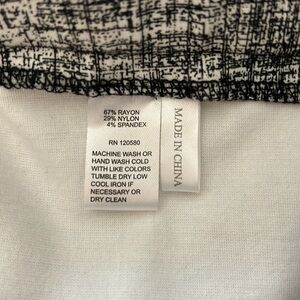 67% RAYON
29% NYLON
4% SPANDEX
RN 120580
MACHINE WASH OR
HAND WASH COLD
WITH LIKE COLORS
TUMBLE DRY LOW
COOL IRON IF
NECESSARY OR
DRY CLEAN
MADE IN CHINA